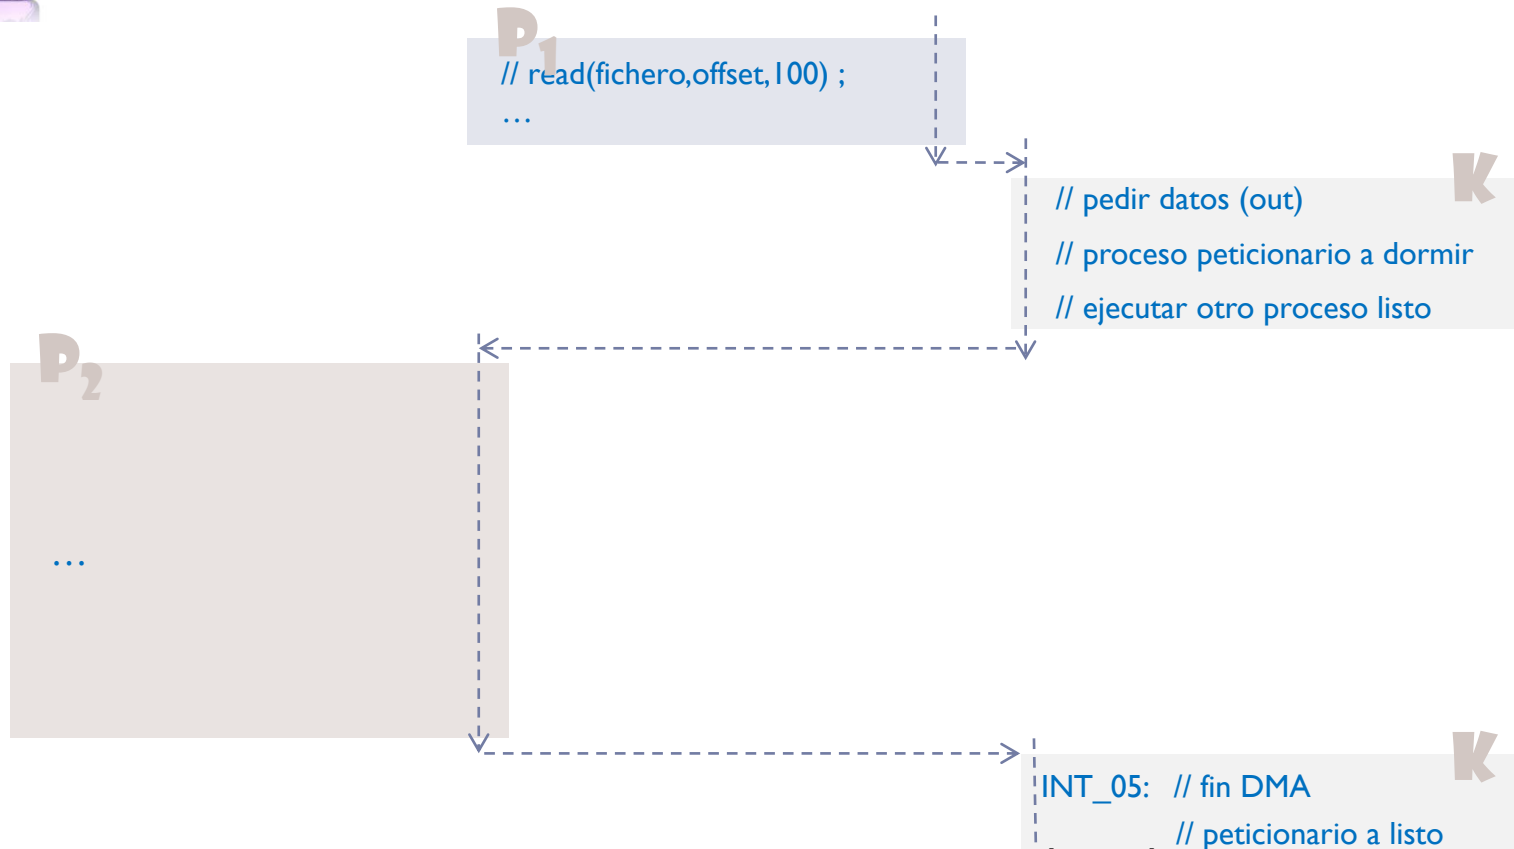 P1
// read(fichero,offset,100) ;
…
K
// pedir datos (out)
// proceso peticionario a dormir
// ejecutar otro proceso listo
P2
…
K
INT_05: // fin DMA
// peticionario a listo